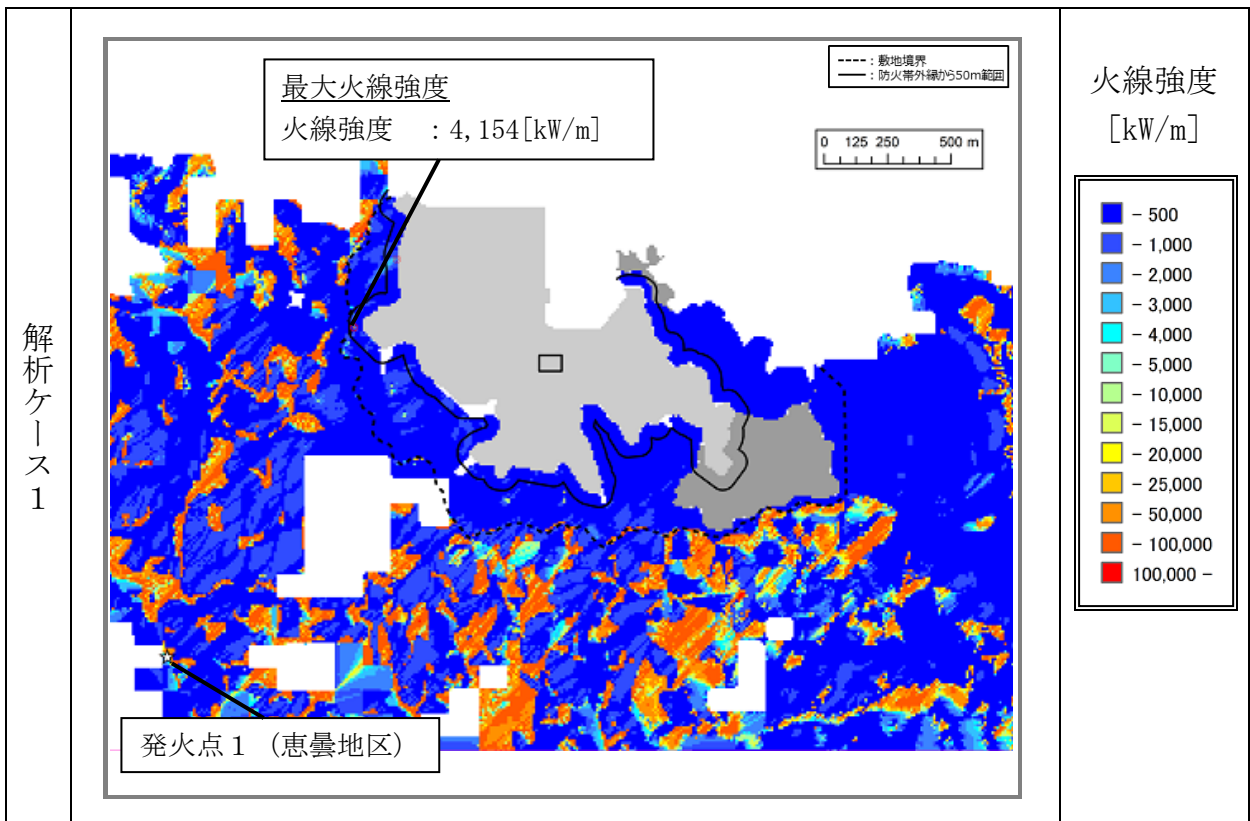 解析ケース1
最大火線強度
火線強度 : 4,154[kW/m]
----- : 敷地境界
—— : 防火帯外縁から50m範囲
0 125 250 500 m
発火点1 (恵曇地区)
火線強度
[kW/m]
- 500
- 1,000
- 2,000
- 3,000
- 4,000
- 5,000
- 10,000
- 15,000
- 20,000
- 25,000
- 50,000
- 100,000
100,000 -